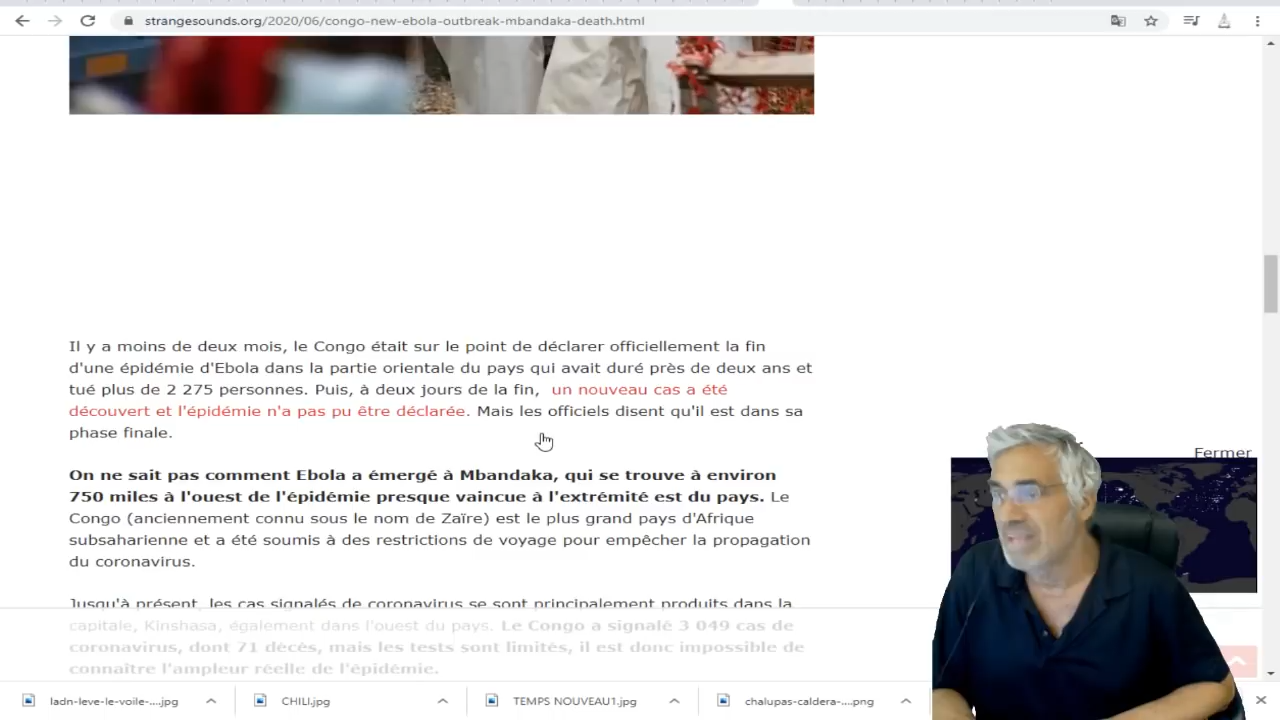 strangesounds.org/2020/06/congo-new-ebola-outbreak-mbandaka-death.html
Il y a moins de deux mois, le Congo était sur le point de déclarer officiellement la fin
d'une épidémie d'Ebola dans la partie orientale du pays qui avait duré près de deux ans et
tué plus de 2 275 personnes. Puis, à deux jours de la fin, un nouveau cas a été
découvert et l'épidémie n'a pas pu être déclarée. Mais les officiels disent qu'il est dans sa
phase finale.
Fermer
On ne sait pas comment Ebola a émergé à Mbandaka, qui se trouve à environ
750 miles à l'ouest de l'épidémie presque vaincue à l'extrémité est du pays. Le
Congo (anciennement connu sous le nom de Zaïre) est le plus grand pays d'Afrique
subsaharienne et a été soumis à des restrictions de voyage pour empêcher la propagation
du coronavirus.
Jusqu'à présent, les cas signalés de coronavirus se sont principalement produits dans la
capitale, Kinshasa, également dans l'ouest du pays. Le Congo a signalé 3 049 cas de
coronavirus, dont 71 décès, mais les tests sont limités, il est donc impossible de
connaître l'ampleur réelle de l'épidémie.
ladn-leve-le-voile-....jpg
CHILI.jpg
TEMPS NOUVEAU1.jpg
chalupas-caldera-....png